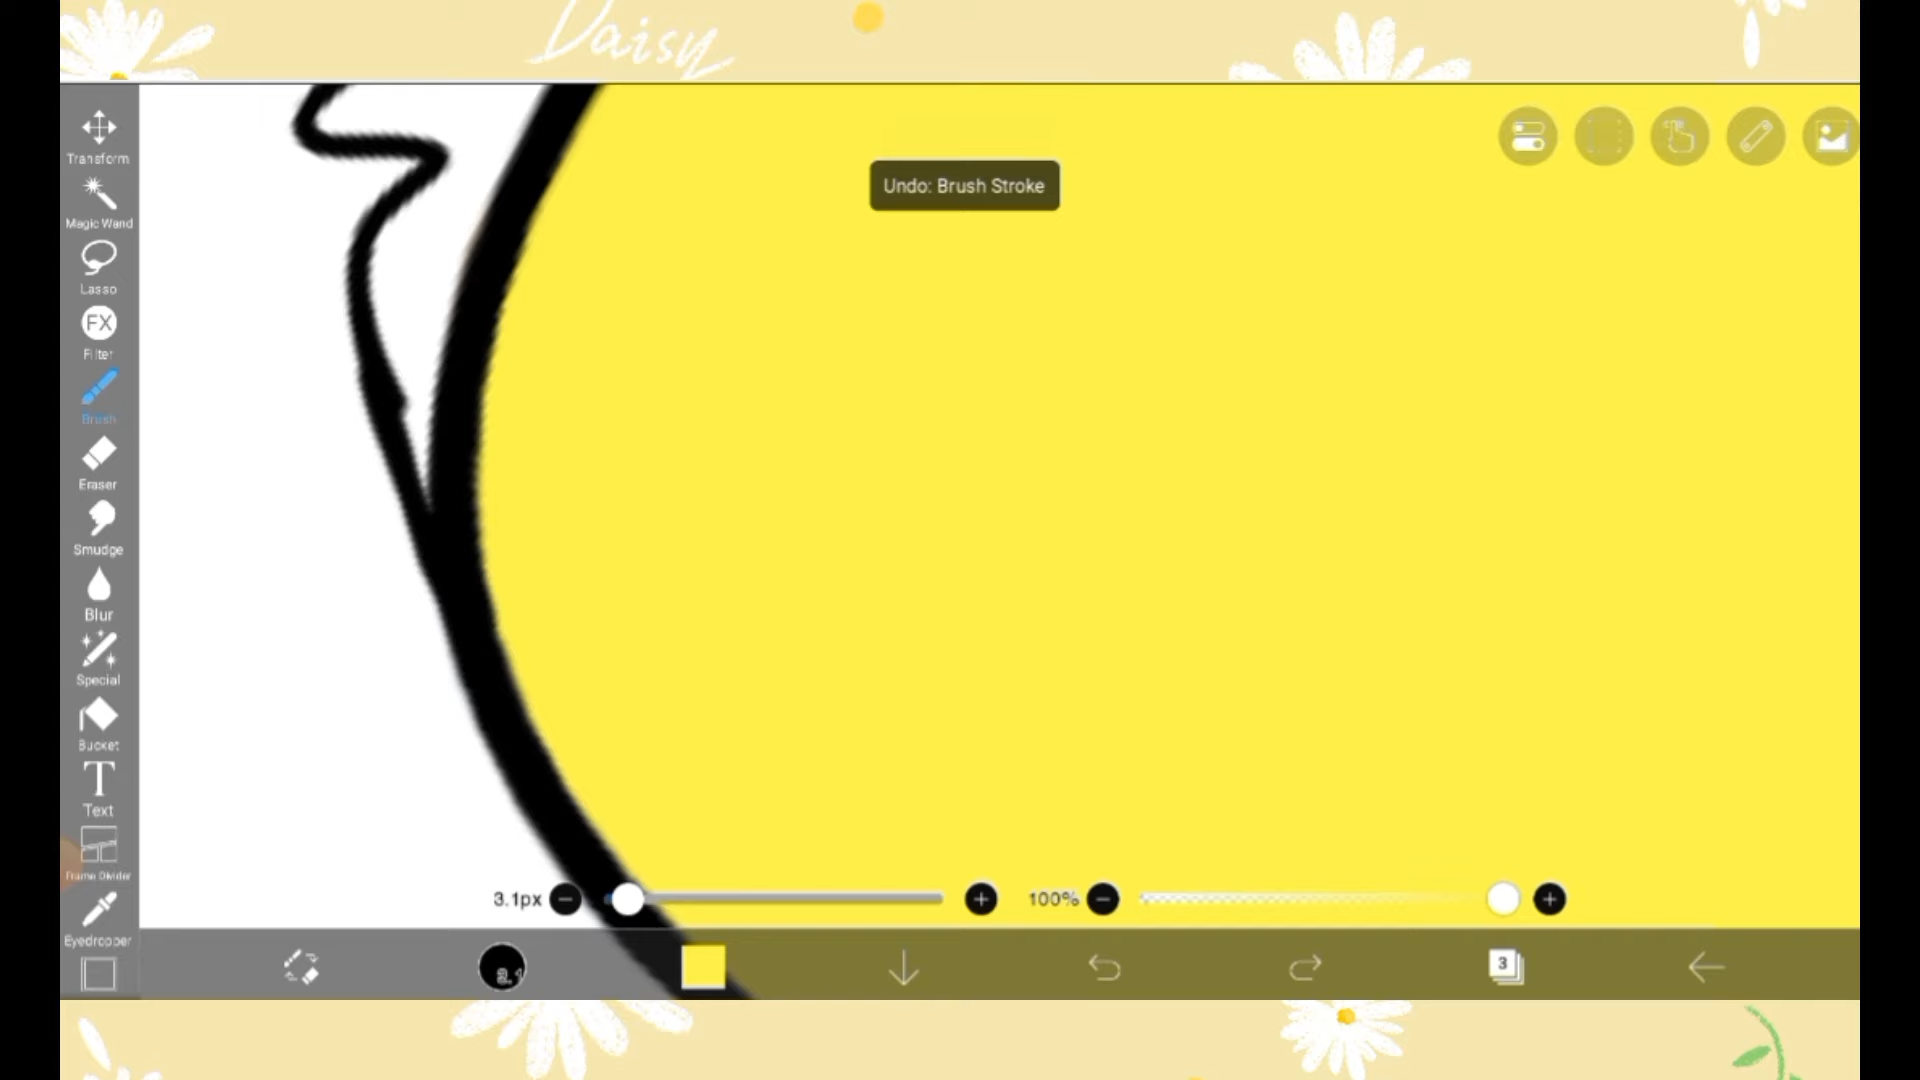 Daisy
Undo: Brush Stroke
Transform
Magic Wand
Lasso
FX
Filter
Brush
Eraser
Smudge
Blur
Special
Bucket
T
Text
Frame Divider
Eyedropper
3.1px
100%
3